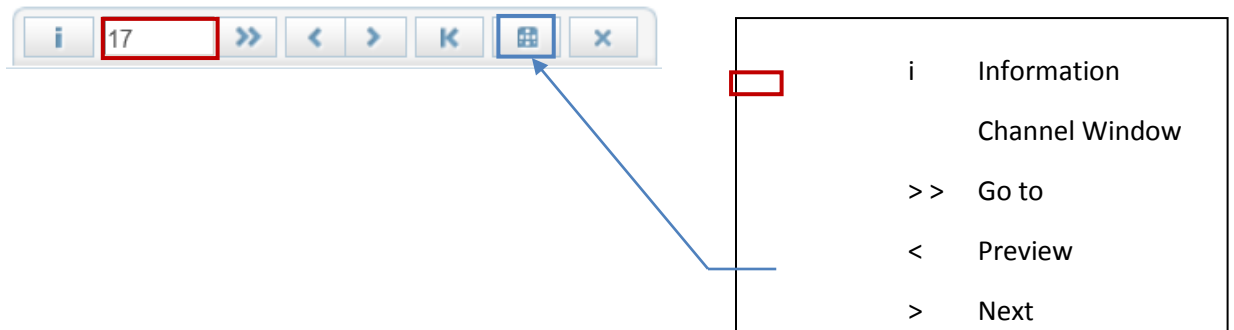 i 17 >> < > K x
i Information
Channel Window
> > Go to
< Preview
> Next